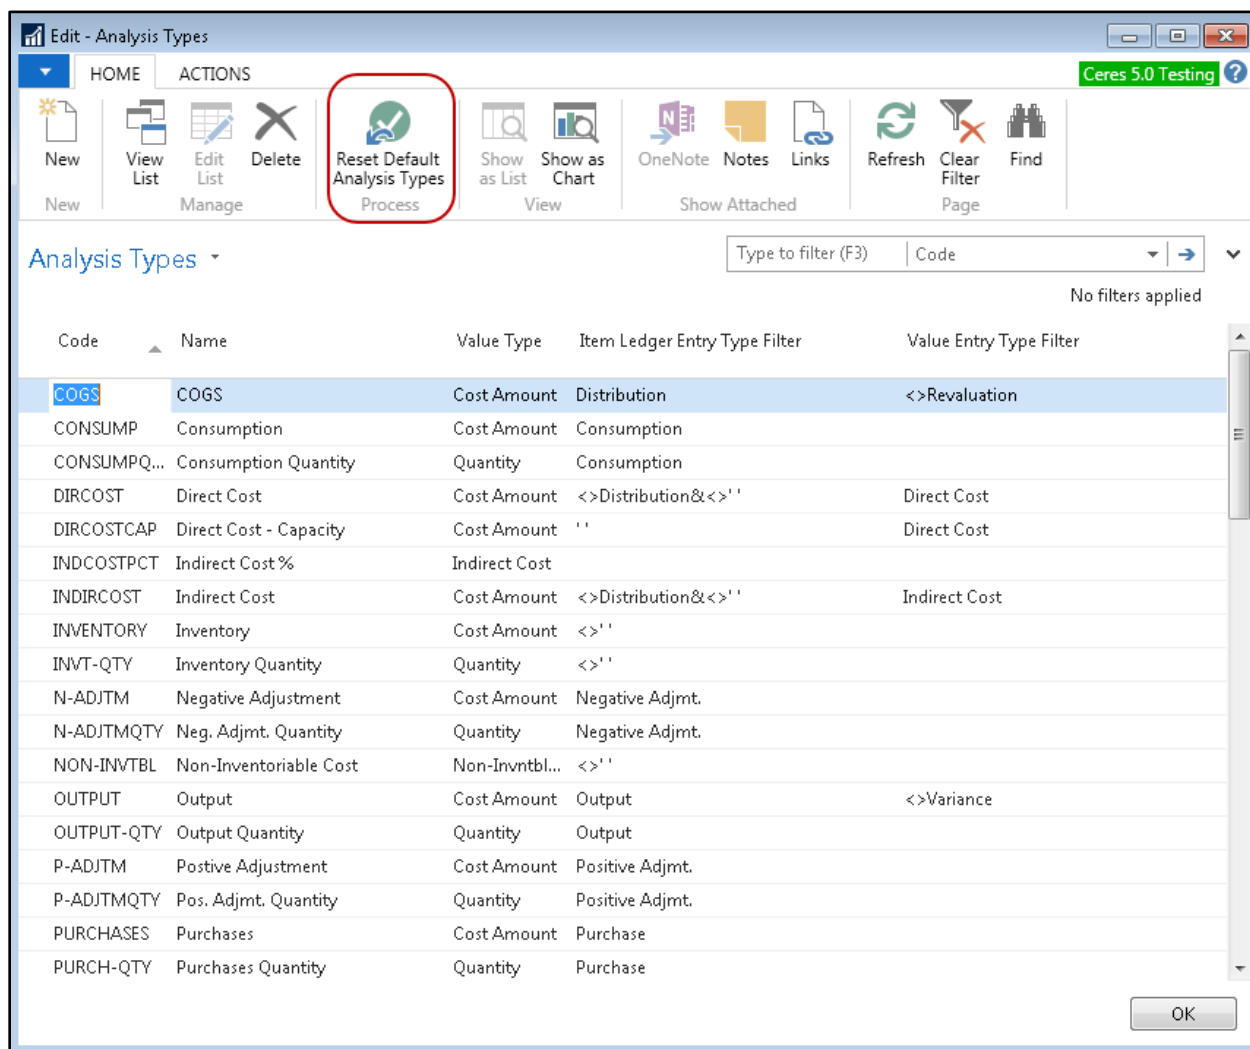 Edit - Analysis Types
HOME ACTIONS
Ceres 5.0 Testing ?
New View List Edit List Delete Reset Default Analysis Types Show as List Show as Chart OneNote Notes Links Refresh Clear Filter Find
New Manage Process View Show Attached Page
Analysis Types
Type to filter (F3) Code
No filters applied
Code Name Value Type Item Ledger Entry Type Filter Value Entry Type Filter
COGS COGS Cost Amount Distribution <>Revaluation
CONSUMP Consumption Cost Amount Consumption
CONSUMPQ... Consumption Quantity Quantity Consumption
DIRCOST Direct Cost Cost Amount <>Distribution&<>' ' Direct Cost
DIRCOSTCAP Direct Cost - Capacity Cost Amount ' ' Direct Cost
INDCOSTPCT Indirect Cost % Indirect Cost
INDIRCOST Indirect Cost Cost Amount <>Distribution&<>' ' Indirect Cost
INVENTORY Inventory Cost Amount <>' '
INVT-QTY Inventory Quantity Quantity <>' '
N-ADJTM Negative Adjustment Cost Amount Negative Adjmt.
N-ADJTMQTY Neg. Adjmt. Quantity Quantity Negative Adjmt.
NON-INVTBL Non-Inventoriable Cost Non-Invntbl... <>' '
OUTPUT Output Cost Amount Output <>Variance
OUTPUT-QTY Output Quantity Quantity Output
P-ADJTM Postive Adjustment Cost Amount Positive Adjmt.
P-ADJTMQTY Pos. Adjmt. Quantity Quantity Positive Adjmt.
PURCHASES Purchases Cost Amount Purchase
PURCH-QTY Purchases Quantity Quantity Purchase
OK